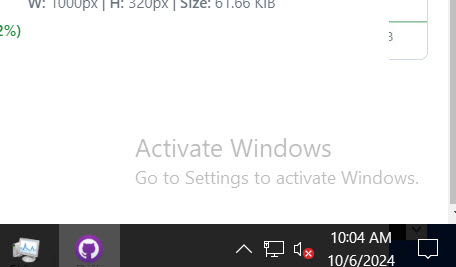 W: 1000px | H: 320px | Size: 61.66 KIB
2%)
Activate Windows
Go to Settings to activate Windows.
10:04 AM
10/6/2024